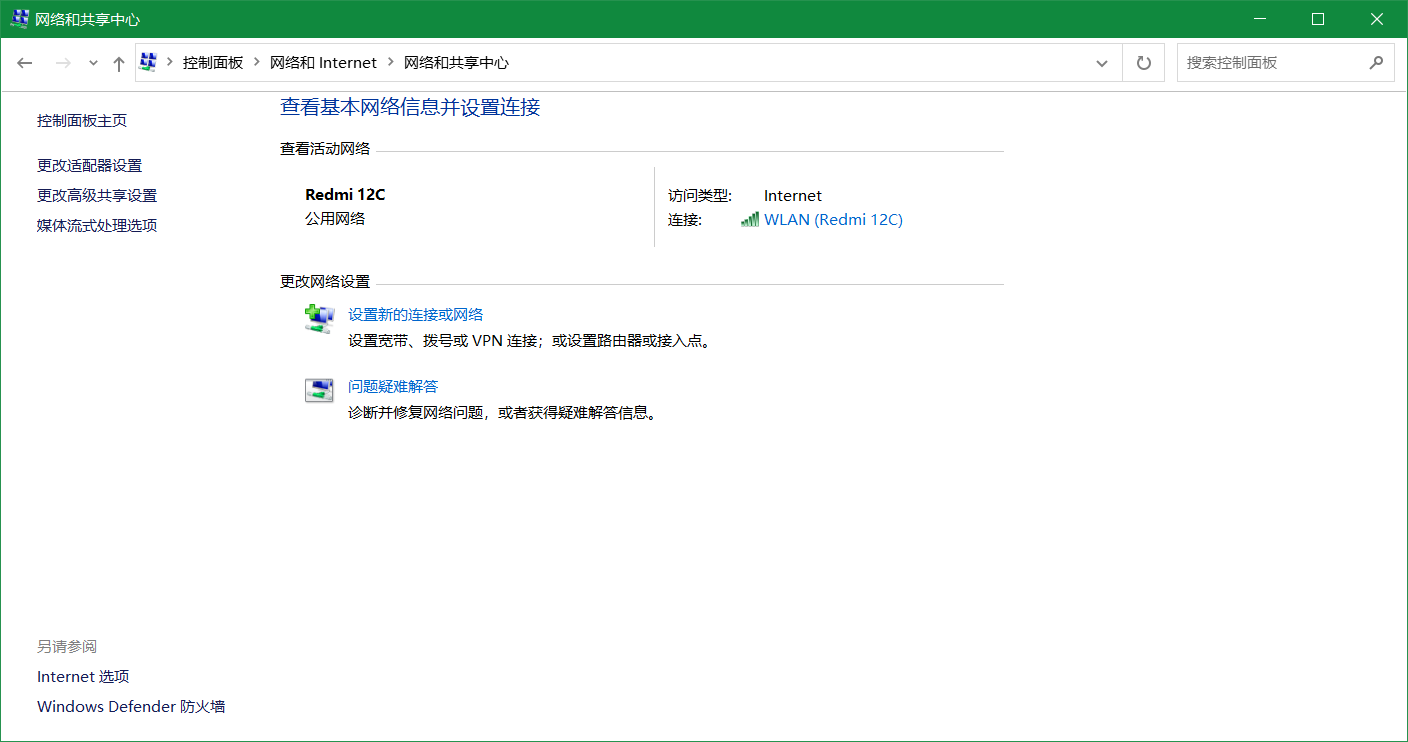 网络和共享中心
控制面板 网络和 Internet 网络和共享中心
搜索控制面板
控制面板主页
更改适配器设置
更改高级共享设置
媒体流式处理选项
查看基本网络信息并设置连接
查看活动网络
Redmi 12C
公用网络
访问类型: Internet
连接: WLAN (Redmi 12C)
更改网络设置
设置新的连接或网络
设置宽带、拨号或 VPN 连接；或设置路由器或接入点。
问题疑难解答
诊断并修复网络问题，或者获得疑难解答信息。
另请参阅
Internet 选项
Windows Defender 防火墙